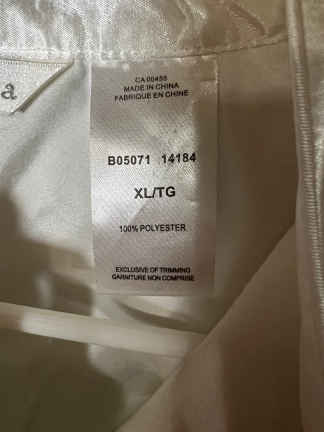 a
CA 00455
MADE IN CHINA
FABRIQUE EN CHINE
B05071 14184
XL/TG
100% POLYESTER
EXCLUSIVE OF TRIMMING
GARNITURE NON COMPRISE